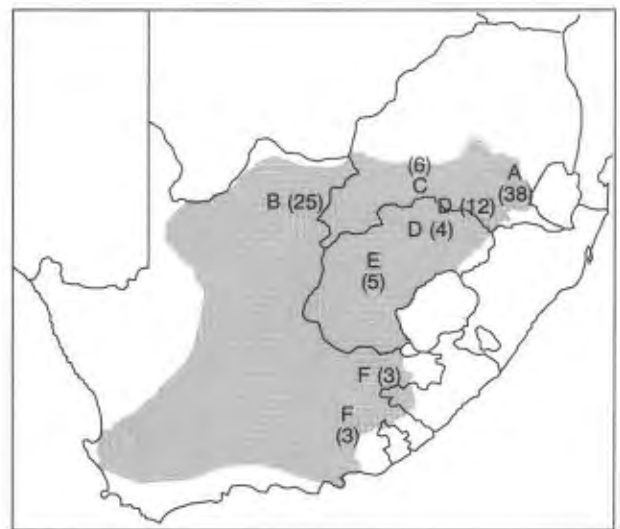 (6)
A
C
(38)
B (25)
D (12)
D (4)
E
(5)
F (3)
F
(3)